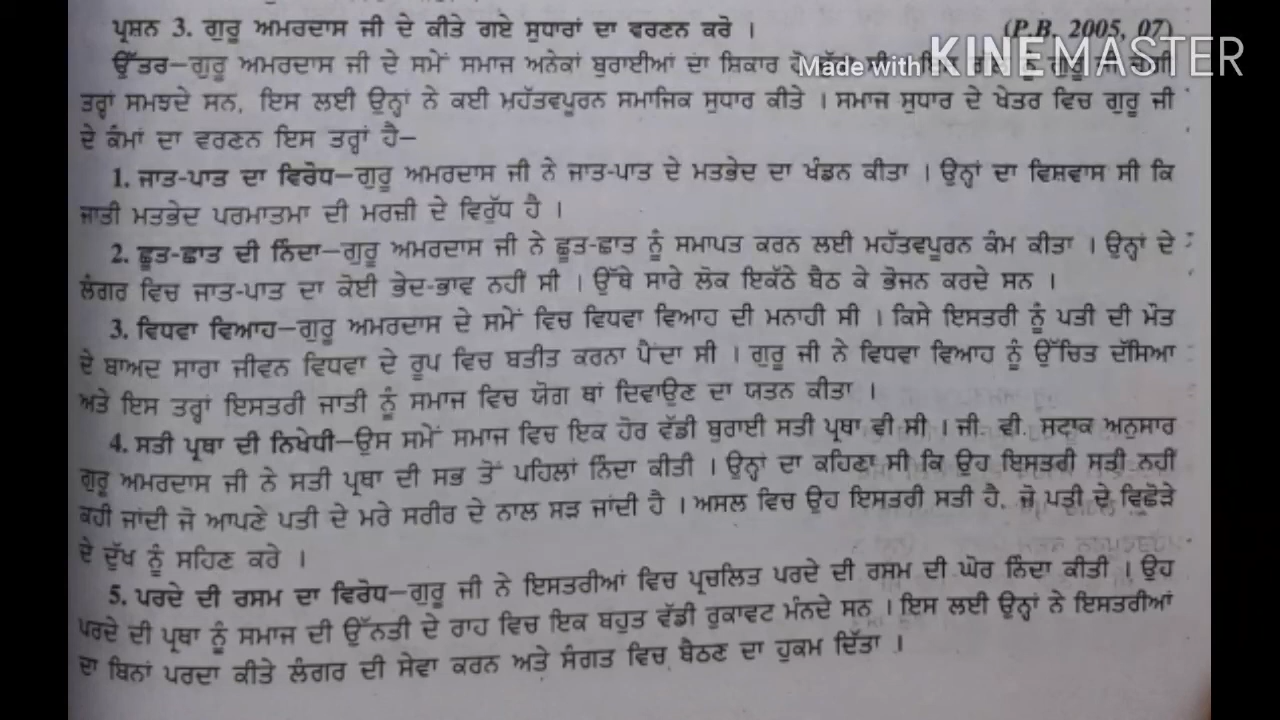 ਪ੍ਰਸ਼ਨ 3. ਗੁਰੂ ਅਮਰਦਾਸ ਜੀ ਦੇ ਕੀਤੇ ਗਏ ਸੁਧਾਰਾਂ ਦਾ ਵਰਣਨ ਕਰੋ । (P.B. 2005, 07)
Made with KINEMASTER
ਉੱਤਰ—ਗੁਰੂ ਅਮਰਦਾਸ ਜੀ ਦੇ ਸਮੇਂ ਸਮਾਜ ਅਨੇਕਾਂ ਬੁਰਾਈਆਂ ਦਾ ਸ਼ਿਕਾਰ
ਤਰ੍ਹਾਂ ਸਮਝਦੇ ਸਨ, ਇਸ ਲਈ ਉਨ੍ਹਾਂ ਨੇ ਕਈ ਮਹੱਤਵਪੂਰਨ ਸਮਾਜਿਕ ਸੁਧਾਰ ਕੀਤੇ । ਸਮਾਜ ਸੁਧਾਰ ਦੇ ਖੇਤਰ ਵਿਚ ਗੁਰੂ ਜੀ
ਦੇ ਕੰਮਾਂ ਦਾ ਵਰਣਨ ਇਸ ਤਰ੍ਹਾਂ ਹੈ—
1. ਜਾਤ-ਪਾਤ ਦਾ ਵਿਰੋਧ—ਗੁਰੂ ਅਮਰਦਾਸ ਜੀ ਨੇ ਜਾਤ-ਪਾਤ ਦੇ ਮਤਭੇਦ ਦਾ ਖੰਡਨ ਕੀਤਾ । ਉਨ੍ਹਾਂ ਦਾ ਵਿਸ਼ਵਾਸ ਸੀ ਕਿ
ਜਾਤੀ ਮਤਭੇਦ ਪਰਮਾਤਮਾ ਦੀ ਮਰਜ਼ੀ ਦੇ ਵਿਰੁੱਧ ਹੈ ।
2. ਛੂਤ-ਛਾਤ ਦੀ ਨਿੰਦਾ—ਗੁਰੂ ਅਮਰਦਾਸ ਜੀ ਨੇ ਛੂਤ-ਛਾਤ ਨੂੰ ਸਮਾਪਤ ਕਰਨ ਲਈ ਮਹੱਤਵਪੂਰਨ ਕੰਮ ਕੀਤਾ । ਉਨ੍ਹਾਂ ਦੇ
ਲੰਗਰ ਵਿਚ ਜਾਤ-ਪਾਤ ਦਾ ਕੋਈ ਭੇਦ-ਭਾਵ ਨਹੀਂ ਸੀ । ਉੱਥੇ ਸਾਰੇ ਲੋਕ ਇਕੱਠੇ ਬੈਠ ਕੇ ਭੋਜਨ ਕਰਦੇ ਸਨ ।
3. ਵਿਧਵਾ ਵਿਆਹ—ਗੁਰੂ ਅਮਰਦਾਸ ਦੇ ਸਮੇਂ ਵਿਚ ਵਿਧਵਾ ਵਿਆਹ ਦੀ ਮਨਾਹੀ ਸੀ । ਕਿਸੇ ਇਸਤਰੀ ਨੂੰ ਪਤੀ ਦੀ ਮੌਤ
ਦੇ ਬਾਅਦ ਸਾਰਾ ਜੀਵਨ ਵਿਧਵਾ ਦੇ ਰੂਪ ਵਿਚ ਬਤੀਤ ਕਰਨਾ ਪੈਂਦਾ ਸੀ । ਗੁਰੂ ਜੀ ਨੇ ਵਿਧਵਾ ਵਿਆਹ ਨੂੰ ਉੱਚਿਤ ਦੱਸਿਆ
ਅਤੇ ਇਸ ਤਰ੍ਹਾਂ ਇਸਤਰੀ ਜਾਤੀ ਨੂੰ ਸਮਾਜ ਵਿਚ ਯੋਗ ਥਾਂ ਦਿਵਾਉਣ ਦਾ ਯਤਨ ਕੀਤਾ ।
4. ਸਤੀ ਪ੍ਰਥਾ ਦੀ ਨਿਖੇਧੀ—ਉਸ ਸਮੇਂ ਸਮਾਜ ਵਿਚ ਇਕ ਹੋਰ ਵੱਡੀ ਬੁਰਾਈ ਸਤੀ ਪ੍ਰਥਾ ਵੀ ਸੀ । ਜੀ. ਵੀ. ਸਟਾਕ ਅਨੁਸਾਰ
ਗੁਰੂ ਅਮਰਦਾਸ ਜੀ ਨੇ ਸਤੀ ਪ੍ਰਥਾ ਦੀ ਸਭ ਤੋਂ ਪਹਿਲਾਂ ਨਿੰਦਾ ਕੀਤੀ । ਉਨ੍ਹਾਂ ਦਾ ਕਹਿਣਾ ਸੀ ਕਿ ਉਹ ਇਸਤਰੀ ਸਤੀ ਨਹੀਂ
ਕਹੀ ਜਾਂਦੀ ਜੋ ਆਪਣੇ ਪਤੀ ਦੇ ਮਰੇ ਸਰੀਰ ਦੇ ਨਾਲ ਸੜ ਜਾਂਦੀ ਹੈ । ਅਸਲ ਵਿਚ ਉਹ ਇਸਤਰੀ ਸਤੀ ਹੈ, ਜੋ ਪਤੀ ਦੇ ਵਿਛੋੜੇ
ਦੇ ਦੁੱਖ ਨੂੰ ਸਹਿਣ ਕਰੇ ।
5. ਪਰਦੇ ਦੀ ਰਸਮ ਦਾ ਵਿਰੋਧ—ਗੁਰੂ ਜੀ ਨੇ ਇਸਤਰੀਆਂ ਵਿਚ ਪ੍ਰਚਲਿਤ ਪਰਦੇ ਦੀ ਰਸਮ ਦੀ ਘੋਰ ਨਿੰਦਾ ਕੀਤੀ । ਉਹ
ਪਰਦੇ ਦੀ ਪ੍ਰਥਾ ਨੂੰ ਸਮਾਜ ਦੀ ਉੱਨਤੀ ਦੇ ਰਾਹ ਵਿਚ ਇਕ ਬਹੁਤ ਵੱਡੀ ਰੁਕਾਵਟ ਮੰਨਦੇ ਸਨ । ਇਸ ਲਈ ਉਨ੍ਹਾਂ ਨੇ ਇਸਤਰੀਆਂ
ਦਾ ਬਿਨਾਂ ਪਰਦਾ ਕੀਤੇ ਲੰਗਰ ਦੀ ਸੇਵਾ ਕਰਨ ਅਤੇ ਸੰਗਤ ਵਿਚ ਬੈਠਣ ਦਾ ਹੁਕਮ ਦਿੱਤਾ ।